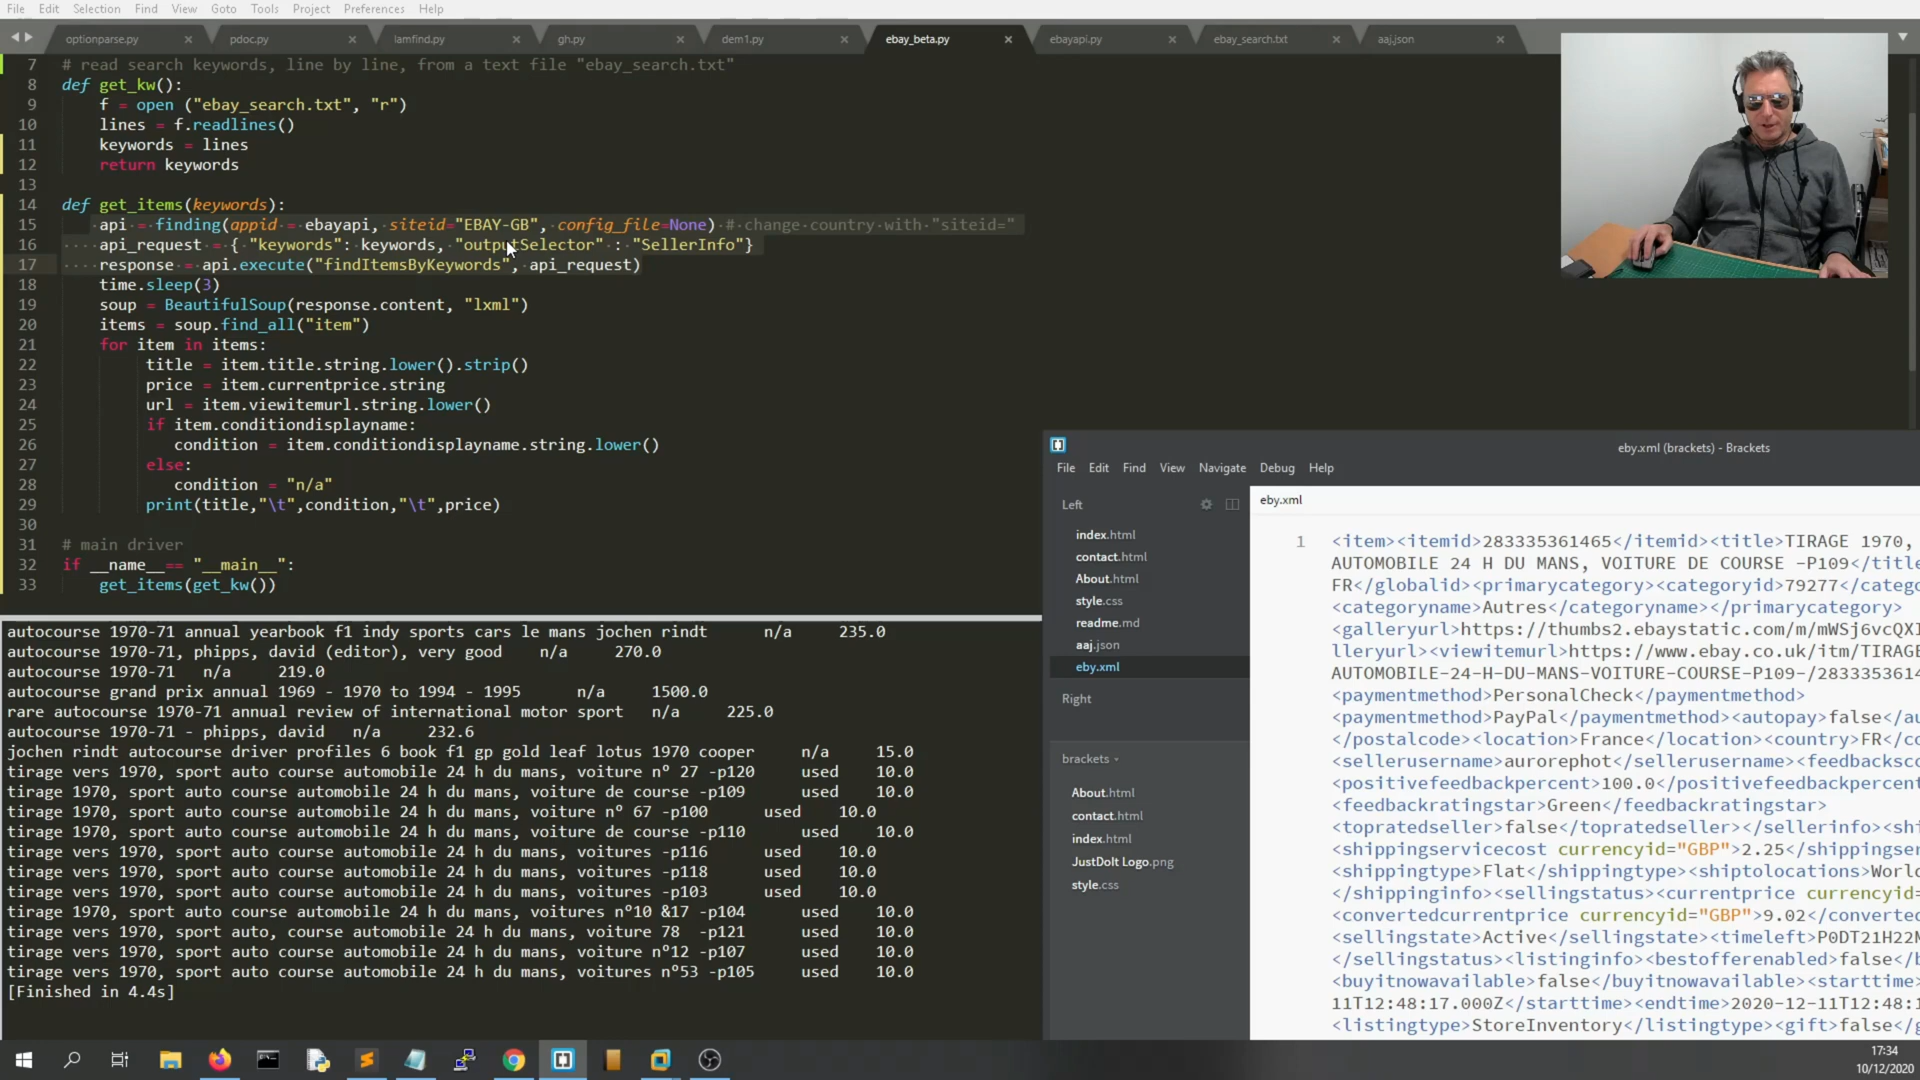 File Edit Selection Find View Goto Tools Project Preferences Help
optionparse.py pdoc.py lamfind.py gh.py dem1.py ebay_beta.py ebayapi.py ebay_search.txt aaj.json
7 # read search keywords, line by line, from a text file "ebay_search.txt"
8 def get_kw():
9 f = open ("ebay_search.txt", "r")
10 lines = f.readlines()
11 keywords = lines
12 return keywords
13
14 def get_items(keywords):
15 api = finding(appid = ebayapi, siteid="EBAY-GB", config_file=None) # change country with "siteid="
16 api_request = { "keywords": keywords, "outputSelector" : "SellerInfo"}
17 response = api.execute("findItemsByKeywords", api_request)
18 time.sleep(3)
19 soup = BeautifulSoup(response.content, "lxml")
20 items = soup.find_all("item")
21 for item in items:
22 title = item.title.string.lower().strip()
23 price = item.currentprice.string
24 url = item.viewitemurl.string.lower()
25 if item.conditiondisplayname:
26 condition = item.conditiondisplayname.string.lower()
27 else:
28 condition = "n/a"
29 print(title,"\t",condition,"\t",price)
30
31 # main driver
32 if __name__== "__main__":
33 get_items(get_kw())
autocourse 1970-71 annual yearbook f1 indy sports cars le mans jochen rindt n/a 235.0
autocourse 1970-71, phipps, david (editor), very good n/a 270.0
autocourse 1970-71 n/a 219.0
autocourse grand prix annual 1969 - 1970 to 1994 - 1995 n/a 1500.0
rare autocourse 1970-71 annual review of international motor sport n/a 225.0
autocourse 1970-71 - phipps, david n/a 232.6
jochen rindt autocourse driver profiles 6 book f1 gp gold leaf lotus 1970 cooper n/a 15.0
tirage vers 1970, sport auto course automobile 24 h du mans, voiture nº 27 -p120 used 10.0
tirage 1970, sport auto course automobile 24 h du mans, voiture de course -p109 used 10.0
tirage vers 1970, sport auto course automobile 24 h du mans, voiture nº 67 -p100 used 10.0
tirage 1970, sport auto course automobile 24 h du mans, voiture de course -p110 used 10.0
tirage vers 1970, sport auto course automobile 24 h du mans, voitures -p116 used 10.0
tirage vers 1970, sport auto course automobile 24 h du mans, voitures -p118 used 10.0
tirage vers 1970, sport auto course automobile 24 h du mans, voitures -p103 used 10.0
tirage 1970, sport auto course automobile 24 h du mans, voitures nº10 &17 -p104 used 10.0
tirage vers 1970, sport auto, course automobile 24 h du mans, voiture 78 -p121 used 10.0
tirage vers 1970, sport auto course automobile 24 h du mans, voiture nº12 -p107 used 10.0
tirage vers 1970, sport auto course automobile 24 h du mans, voitures nº53 -p105 used 10.0
[Finished in 4.4s]
eby.xml (brackets) - Brackets
File Edit Find View Navigate Debug Help
Left
index.html
contact.html
About.html
style.css
readme.md
aaj.json
eby.xml
Right
brackets
About.html
contact.html
index.html
JustDoIt Logo.png
style.css
eby.xml
1 <item><itemid>283335361465</itemid><title>TIRAGE 1970,
AUTOMOBILE 24 H DU MANS, VOITURE DE COURSE -P109</title
FR</globalid><primarycategory><categoryid>79277</catego
<categoryname>Autres</categoryname></primarycategory>
<galleryurl>https://thumbs2.ebaystatic.com/m/mWSj6vcQXI
lleryurl><viewitemurl>https://www.ebay.co.uk/itm/TIRAGE
AUTOMOBILE-24-H-DU-MANS-VOITURE-COURSE-P109-/2833353614
<paymentmethod>PersonalCheck</paymentmethod>
<paymentmethod>PayPal</paymentmethod><autopay>false</au
</postalcode><location>France</location><country>FR</co
<sellerusername>aurorephot</sellerusername><feedbacksco
<positivefeedbackpercent>100.0</positivefeedbackpercent
<feedbackratingstar>Green</feedbackratingstar>
<topratedseller>false</topratedseller></sellerinfo><shi
<shippingservicecost currencyid="GBP">2.25</shippingser
<shippingtype>Flat</shippingtype><shiptolocations>World
</shippinginfo><sellingstatus><currentprice currencyid=
<convertedcurrentprice currencyid="GBP">9.02</converted
<sellingstate>Active</sellingstate><timeleft>P0DT21H22M
</sellingstatus><listinginfo><bestofferenabled>false</b
<buyitnowavailable>false</buyitnowavailable><starttime>
11T12:48:17.000Z</starttime><endtime>2020-12-11T12:48:1
<listingtype>StoreInventory</listingtype><gift>false</g
17:34
10/12/2020